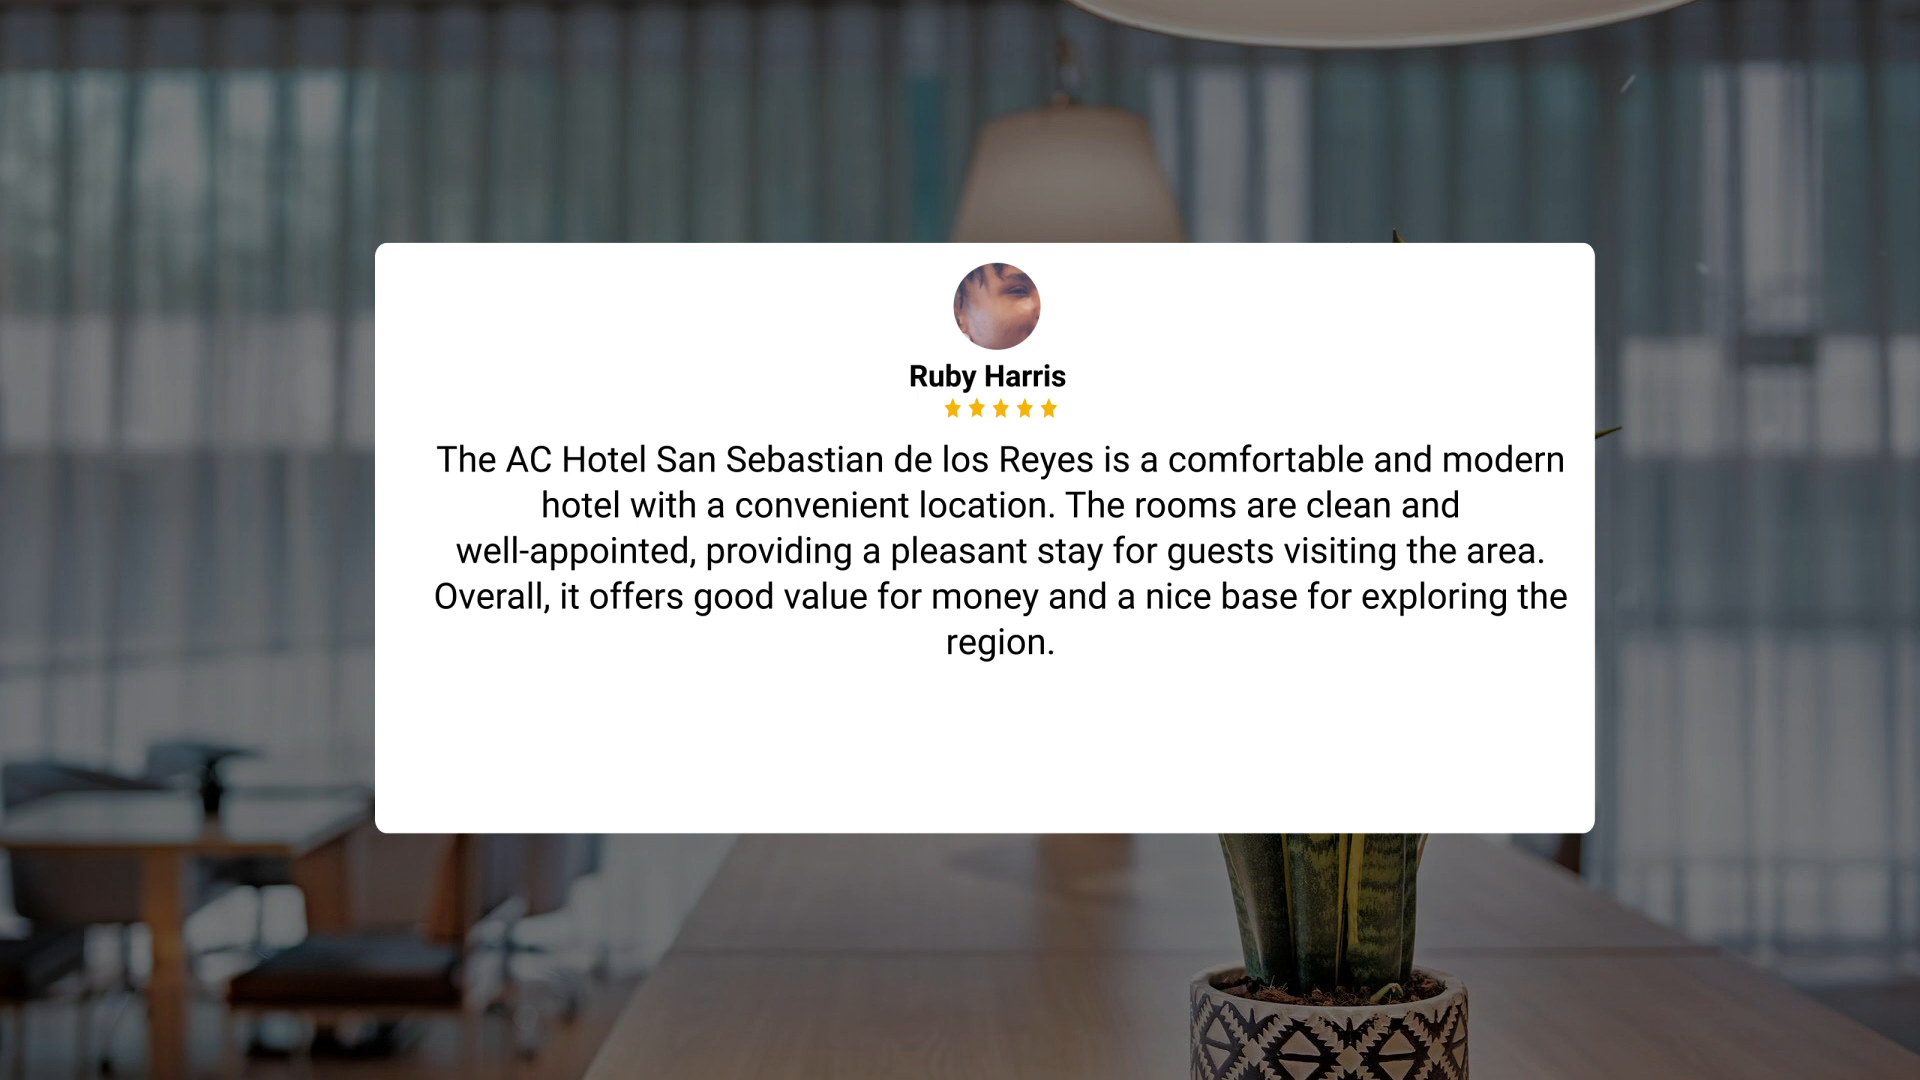 Ruby Harris
The AC Hotel San Sebastian de los Reyes is a comfortable and modern
hotel with a convenient location. The rooms are clean and
well-appointed, providing a pleasant stay for guests visiting the area.
Overall, it offers good value for money and a nice base for exploring the
region.